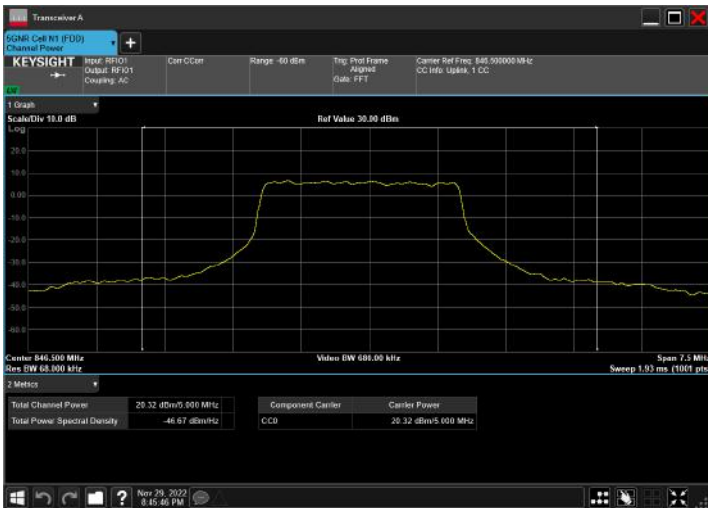 Transceiver A
5GNR Cell N1 (FDD)
Channel Power
KEYSIGHT
Input: RFIO1
Output: RFIO1
Coupling: AC
Corr CCorr
Range: -60 dBm
Trig: Prot Frame
Aligned
Gate: FFT
Carrier Ref Freq: 846.500000 MHz
CC Info: Uplink, 1 CC
1 Graph
Scale/Div 10.0 dB
Ref Value 30.00 dBm
Log
20.0
10.0
0.00
-10.0
-20.0
-30.0
-40.0
-50.0
-60.0
Center 846.500 MHz
Video BW 680.00 kHz
Span 7.5 MHz
Res BW 68.000 kHz
Sweep 1.93 ms (1001 pts
2 Metrics
Total Channel Power 20.32 dBm/5.000 MHz
Total Power Spectral Density -46.67 dBm/Hz
Component Carrier Carrier Power
CC0 20.32 dBm/5.000 MHz
?
Nov 29, 2022
8:45:46 PM